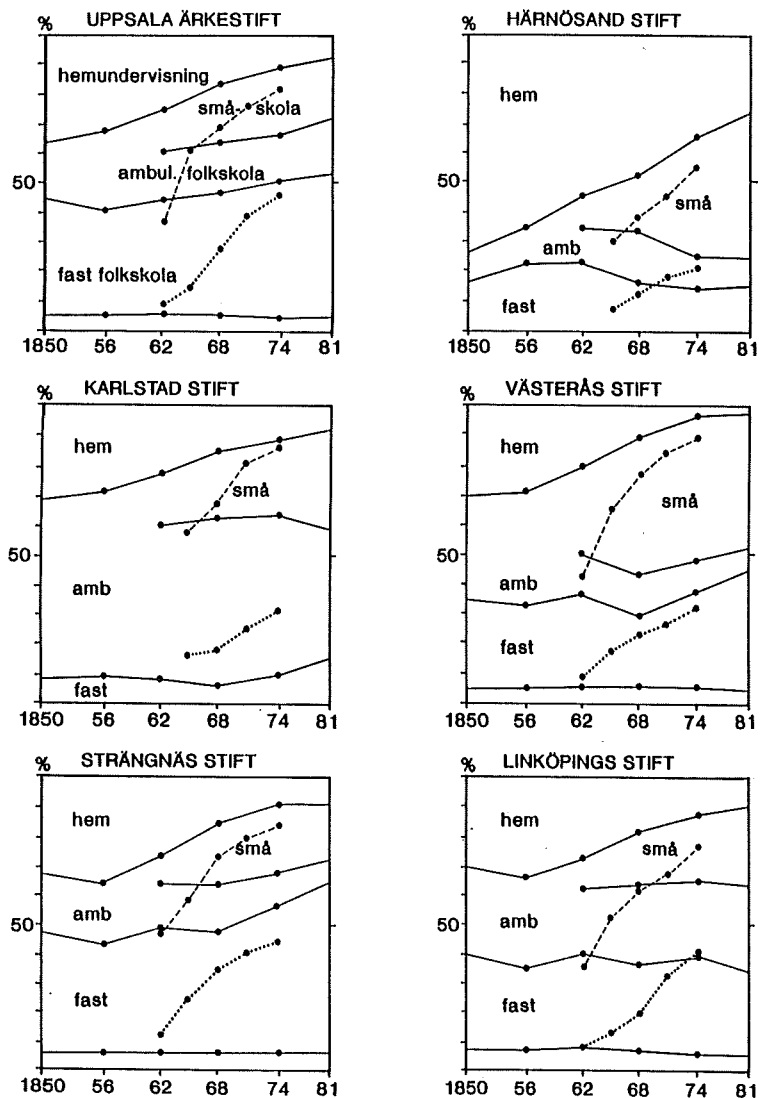 UPPSALA ÄRKESTIFT
%
hemundervisning
små- skola
50
ambul. folkskola
fast folkskola
1850 56 62 68 74 81
HÄRNÖSAND STIFT
%
hem
50
små
amb
fast
1850 56 62 68 74 81
KARLSTAD STIFT
%
hem
små
50
amb
fast
1850 56 62 68 74 81
VÄSTERÅS STIFT
%
hem
små
50
amb
fast
1850 56 62 68 74 81
STRÄNGNÄS STIFT
%
hem
små
amb
50
fast
1850 56 62 68 74 81
LINKÖPINGS STIFT
%
hem
små
amb
50
fast
1850 56 62 68 74 81